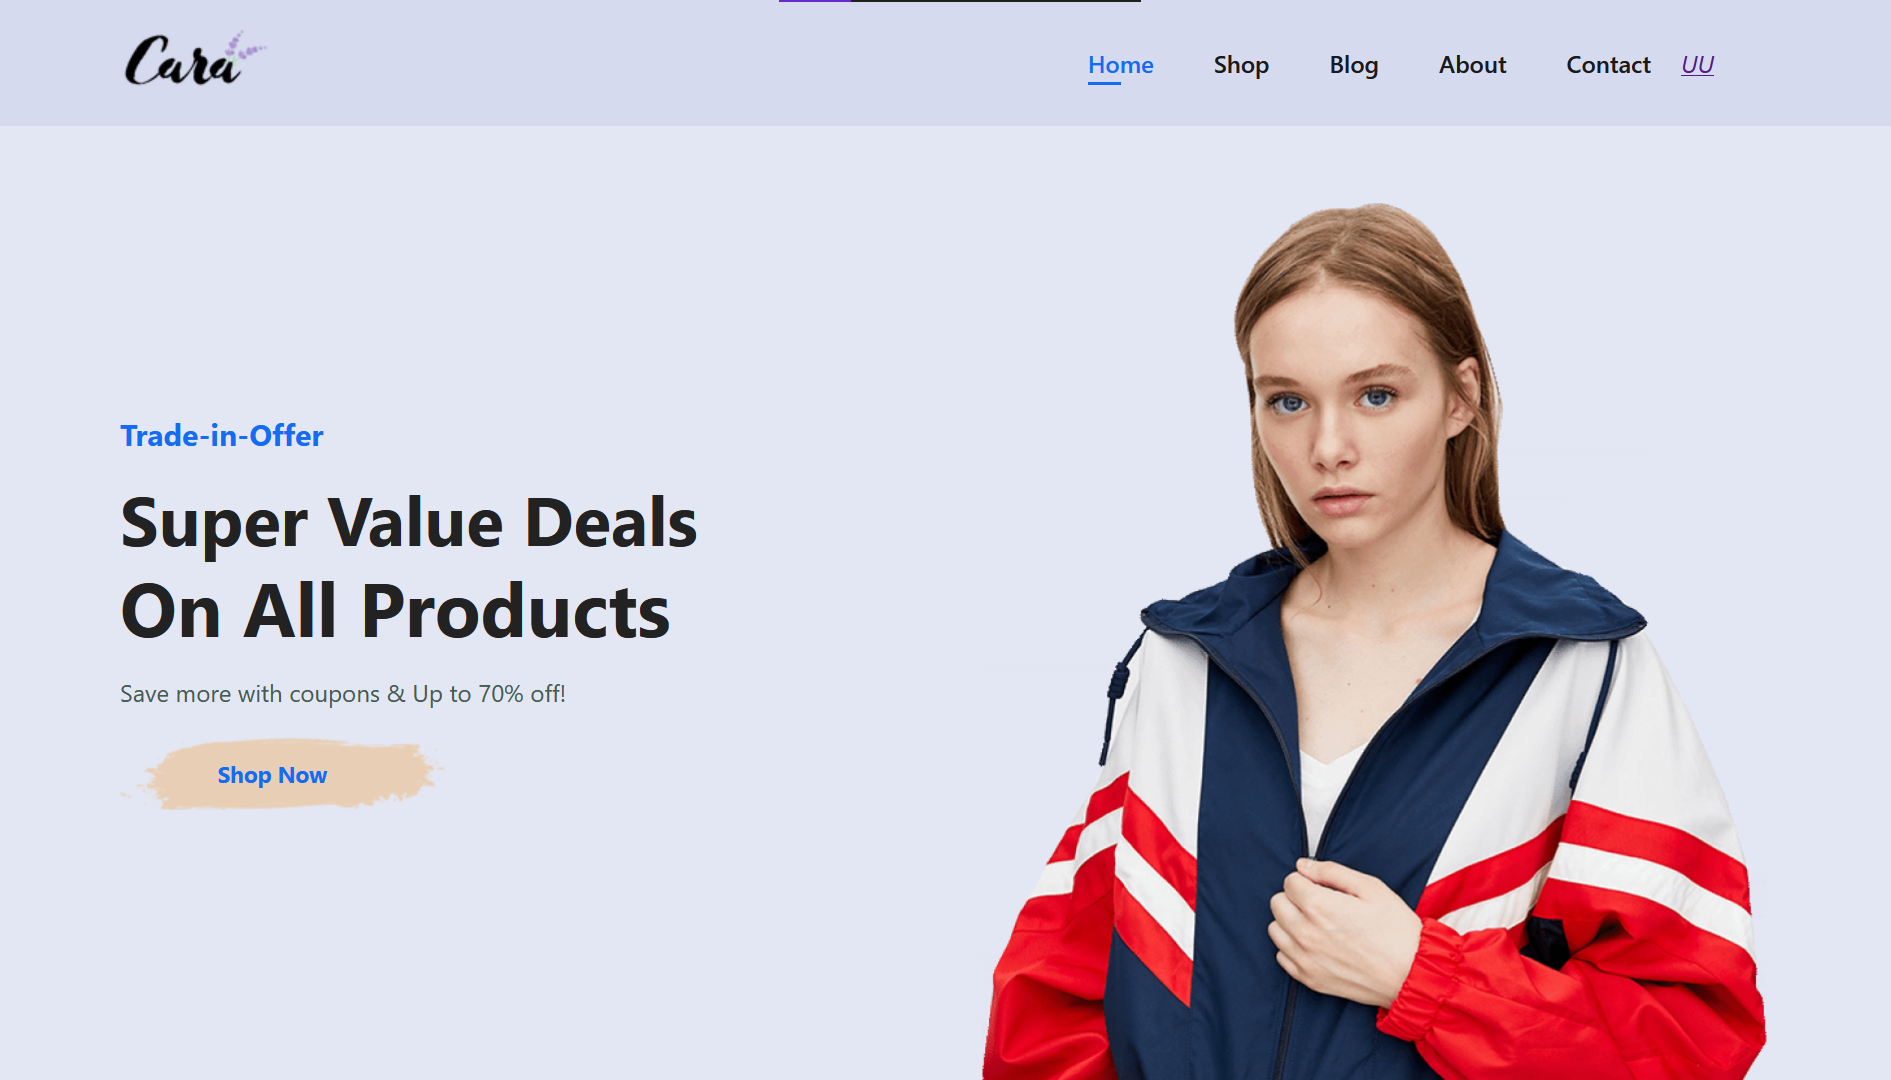 Cara
Home Shop Blog About Contact UU
Trade-in-Offer
Super Value Deals
On All Products
Save more with coupons & Up to 70% off!
Shop Now